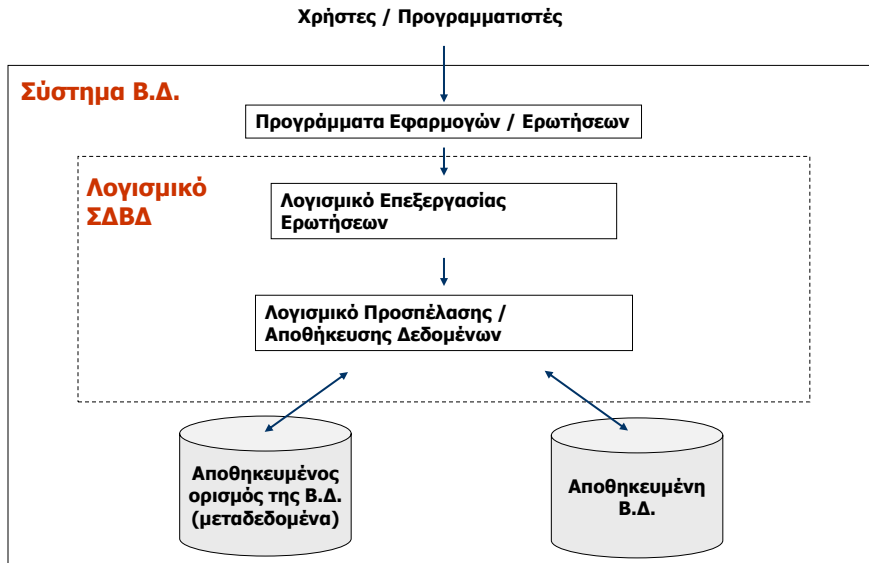 Χρήστες / Προγραμματιστές
Σύστημα Β.Δ.
Προγράμματα Εφαρμογών / Ερωτήσεων
Λογισμικό
ΣΔΒΔ
Λογισμικό Επεξεργασίας
Ερωτήσεων
Λογισμικό Προσπέλασης /
Αποθήκευσης Δεδομένων
Αποθηκευμένος
ορισμός της Β.Δ.
(μεταδεδομένα)
Αποθηκευμένη
Β.Δ.